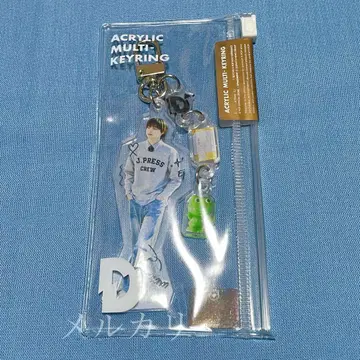 ACRYLIC
MULTI-
KEYRING
ACRYLIC MULTI-KEYRING
D
J. PRESS
CREW
D
メルカリ